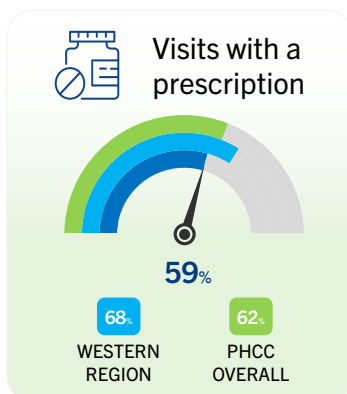 Visits with a
prescription
59%
68%
62%
WESTERN
REGION
PHCC
OVERALL